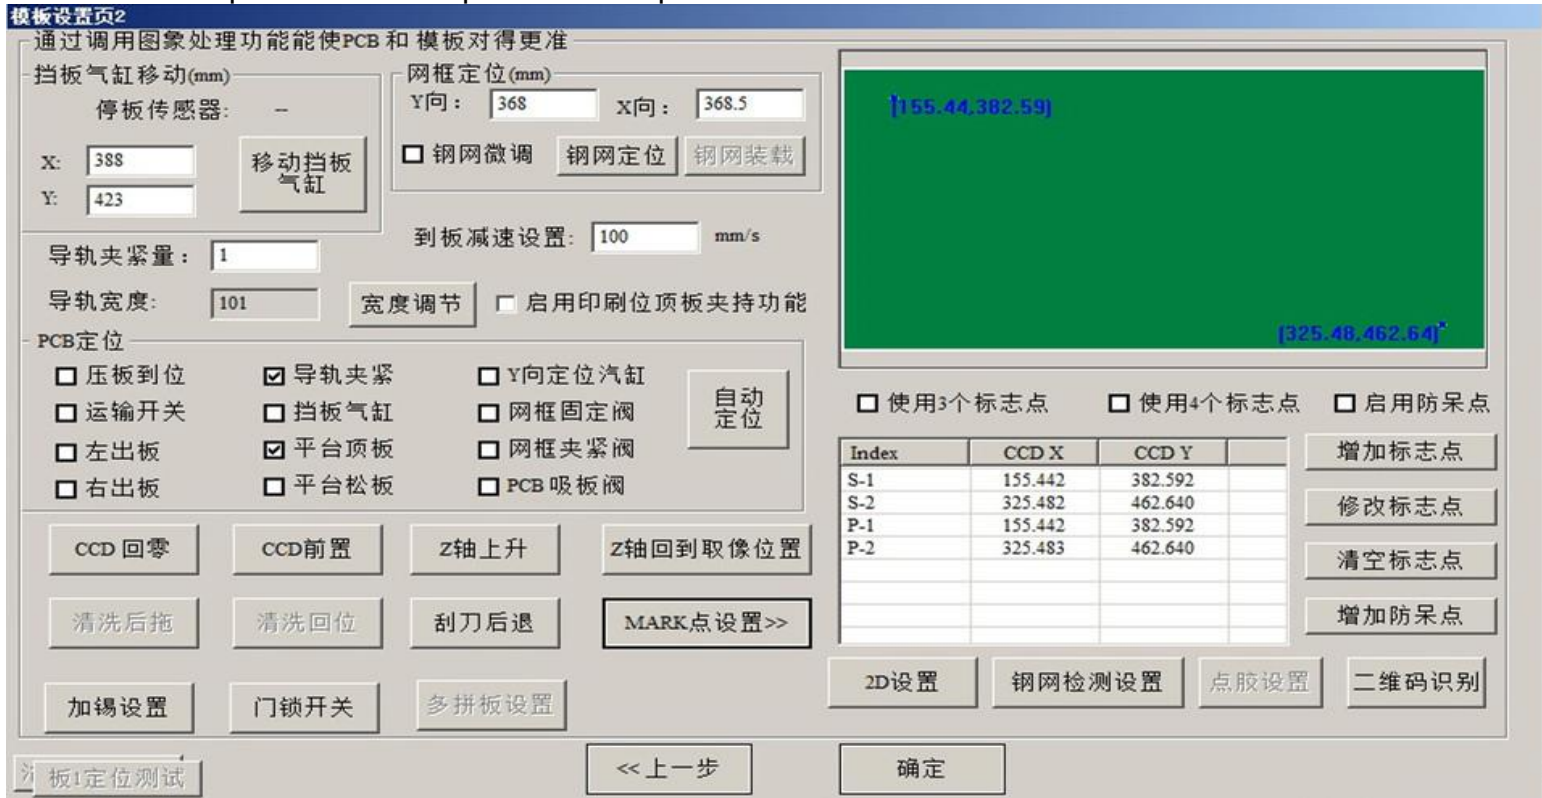 模板设置页2
通过调用图象处理功能能使PCB 和 模板对得更准
挡板气缸移动(mm)
停板传感器: --
X: 388
Y: 423
移动挡板
气缸
网框定位(mm)
Y向: 368 X向: 368.5
钢网微调 钢网定位 钢网装载
到板减速设置: 100 mm/s
导轨夹紧量: 1
导轨宽度: 101 宽度调节 启用印刷位顶板夹持功能
PCB定位
压板到位 导轨夹紧 Y向定位汽缸
运输开关 挡板气缸 网框固定阀
左出板 平台顶板 网框夹紧阀
右出板 平台松板 PCB 吸板阀
自动
定位
CCD 回零 CCD前置 Z轴上升 Z轴回到取像位置
清洗后拖 清洗回位 刮刀后退 MARK点设置>>
加锡设置 门锁开关 多拼板设置
[155.44,382.59]
[325.48,462.64]
使用3个标志点 使用4个标志点 启用防呆点
Index CCD X CCD Y
S-1 155.442 382.592
S-2 325.482 462.640
P-1 155.442 382.592
P-2 325.483 462.640
增加标志点
修改标志点
清空标志点
增加防呆点
2D设置 钢网检测设置 点胶设置 二维码识别
板1定位测试 <<上一步 确定